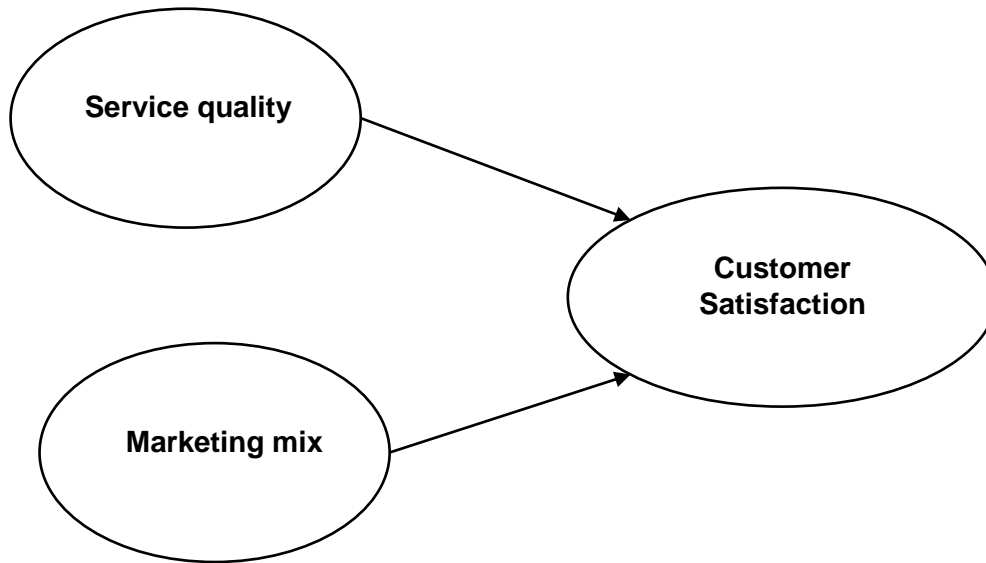 Service quality
Customer
Satisfaction
Marketing mix